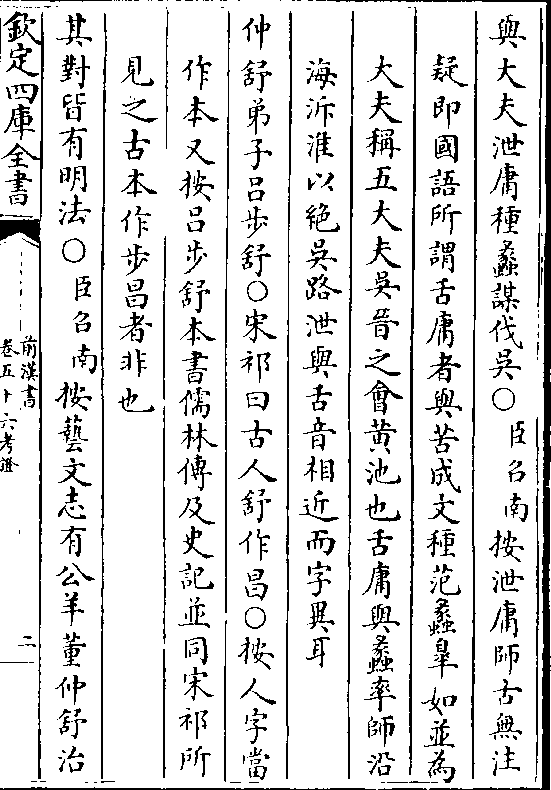 與大夫泄庸種蠡謀伐吳○臣召南按泄庸師古無注
疑即國語所謂舌庸者與苦成文種范蠡臯如並為
大夫稱五大夫吳晉之會黄池也舌庸與蠡率師沿
海泝淮以絶吳路泄與舌音相近而字異耳
仲舒弟子吕步舒○宋祁曰古人舒作昌○按人字當
作本又按吕步舒本書儒林傳及史記並同宋祁所
見之古本作步昌者非也
其對皆有明法○臣召南按藝文志有公羊董仲舒治
欽定四庫全書
前漢書
卷五十六考證
二